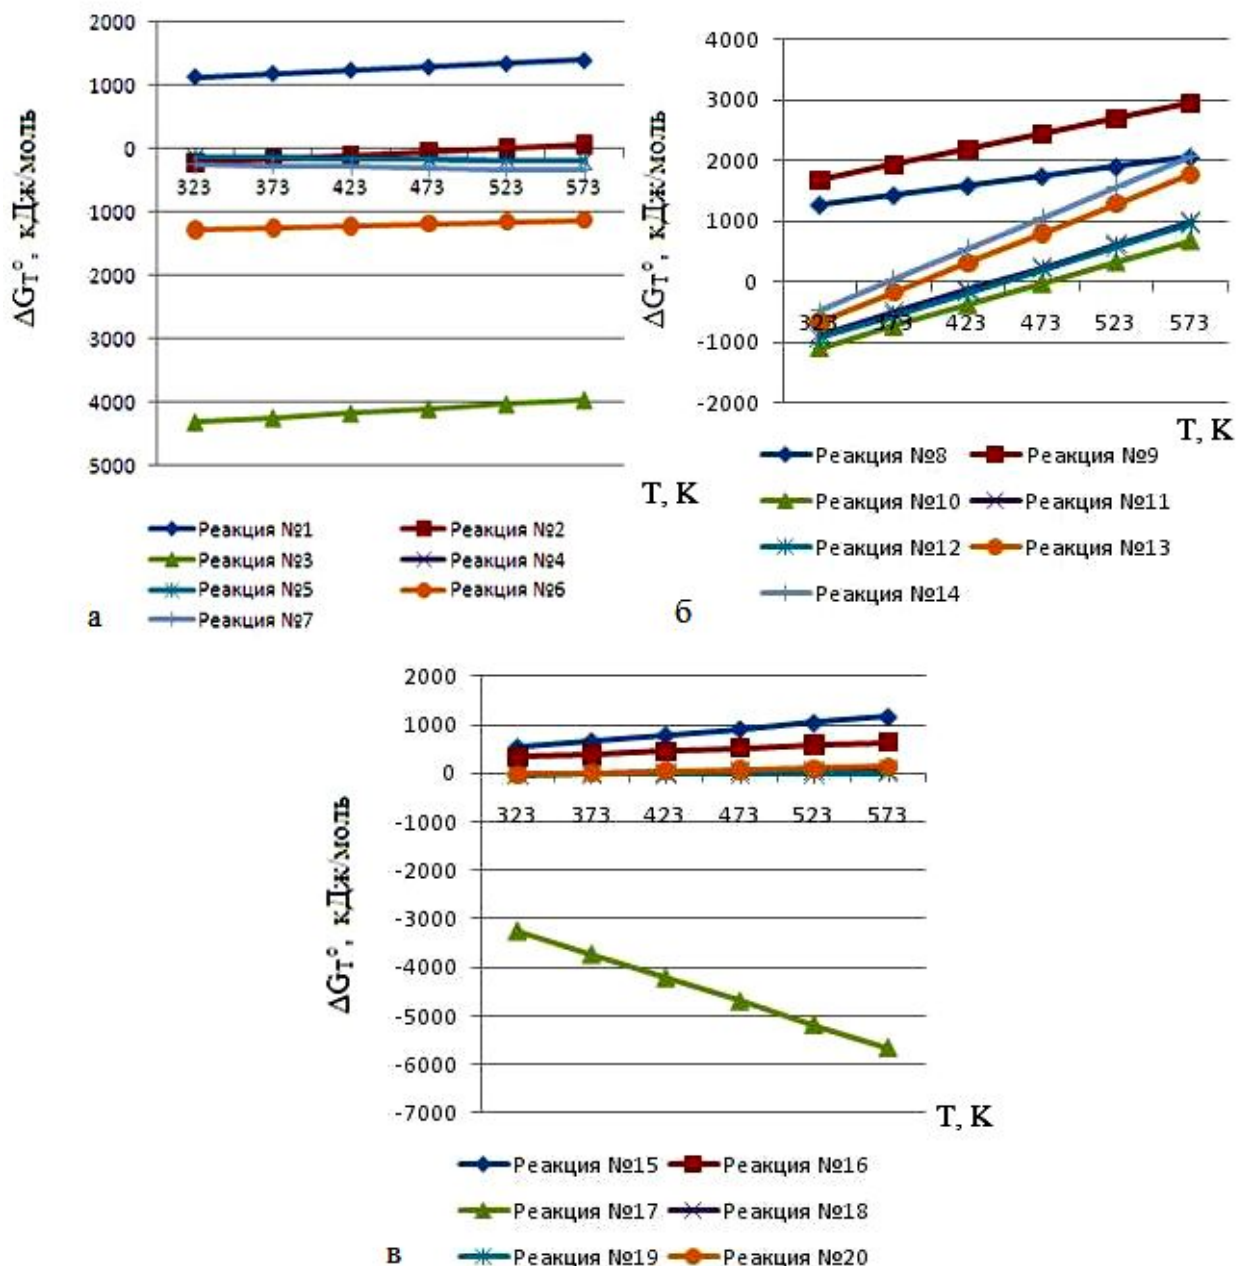 2000
1000
0
1000
2000
3000
4000
5000
323 373 423 473 523 573
ΔG_T°, кДж/моль
T, K
Реакция №1 Реакция №2
Реакция №3 Реакция №4
Реакция №5 Реакция №6
Реакция №7
а
4000
3000
2000
1000
0
-1000
-2000
323 373 423 473 523 573
ΔG_T°, кДж/моль
T, K
Реакция №8 Реакция №9
Реакция №10 Реакция №11
Реакция №12 Реакция №13
Реакция №14
б
2000
1000
0
-1000
-2000
-3000
-4000
-5000
-6000
-7000
323 373 423 473 523 573
ΔG_T°, кДж/моль
T, K
Реакция №15 Реакция №16
Реакция №17 Реакция №18
Реакция №19 Реакция №20
в